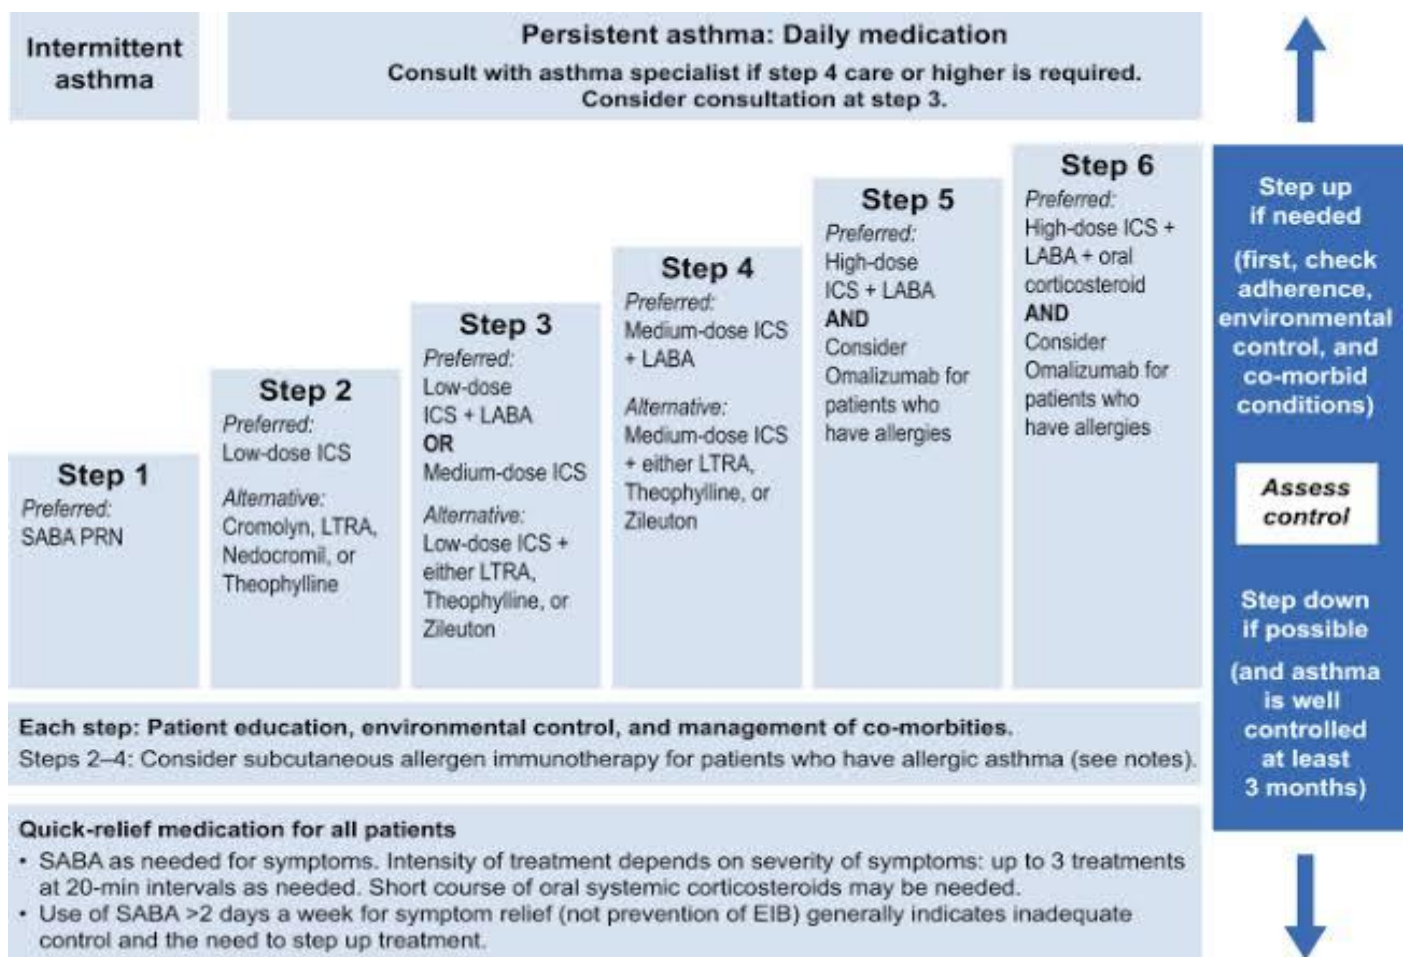 Intermittent
asthma
Persistent asthma: Daily medication
Consult with asthma specialist if step 4 care or higher is required.
Consider consultation at step 3.
Step 1
Preferred:
SABA PRN
Step 2
Preferred:
Low-dose ICS
Alternative:
Cromolyn, LTRA,
Nedocromil, or
Theophylline
Step 3
Preferred:
Low-dose
ICS + LABA
OR
Medium-dose ICS
Alternative:
Low-dose ICS +
either LTRA,
Theophylline, or
Zileuton
Step 4
Preferred:
Medium-dose ICS
+ LABA
Alternative:
Medium-dose ICS
+ either LTRA,
Theophylline, or
Zileuton
Step 5
Preferred:
High-dose
ICS + LABA
AND
Consider
Omalizumab for
patients who
have allergies
Step 6
Preferred:
High-dose ICS +
LABA + oral
corticosteroid
AND
Consider
Omalizumab for
patients who
have allergies
Step up
if needed
(first, check
adherence,
environmental
control, and
co-morbid
conditions)
Assess
control
Step down
if possible
(and asthma
is well
controlled
at least
3 months)
Each step: Patient education, environmental control, and management of co-morbities.
Steps 2–4: Consider subcutaneous allergen immunotherapy for patients who have allergic asthma (see notes).
Quick-relief medication for all patients
• SABA as needed for symptoms. Intensity of treatment depends on severity of symptoms: up to 3 treatments
at 20-min intervals as needed. Short course of oral systemic corticosteroids may be needed.
• Use of SABA >2 days a week for symptom relief (not prevention of EIB) generally indicates inadequate
control and the need to step up treatment.